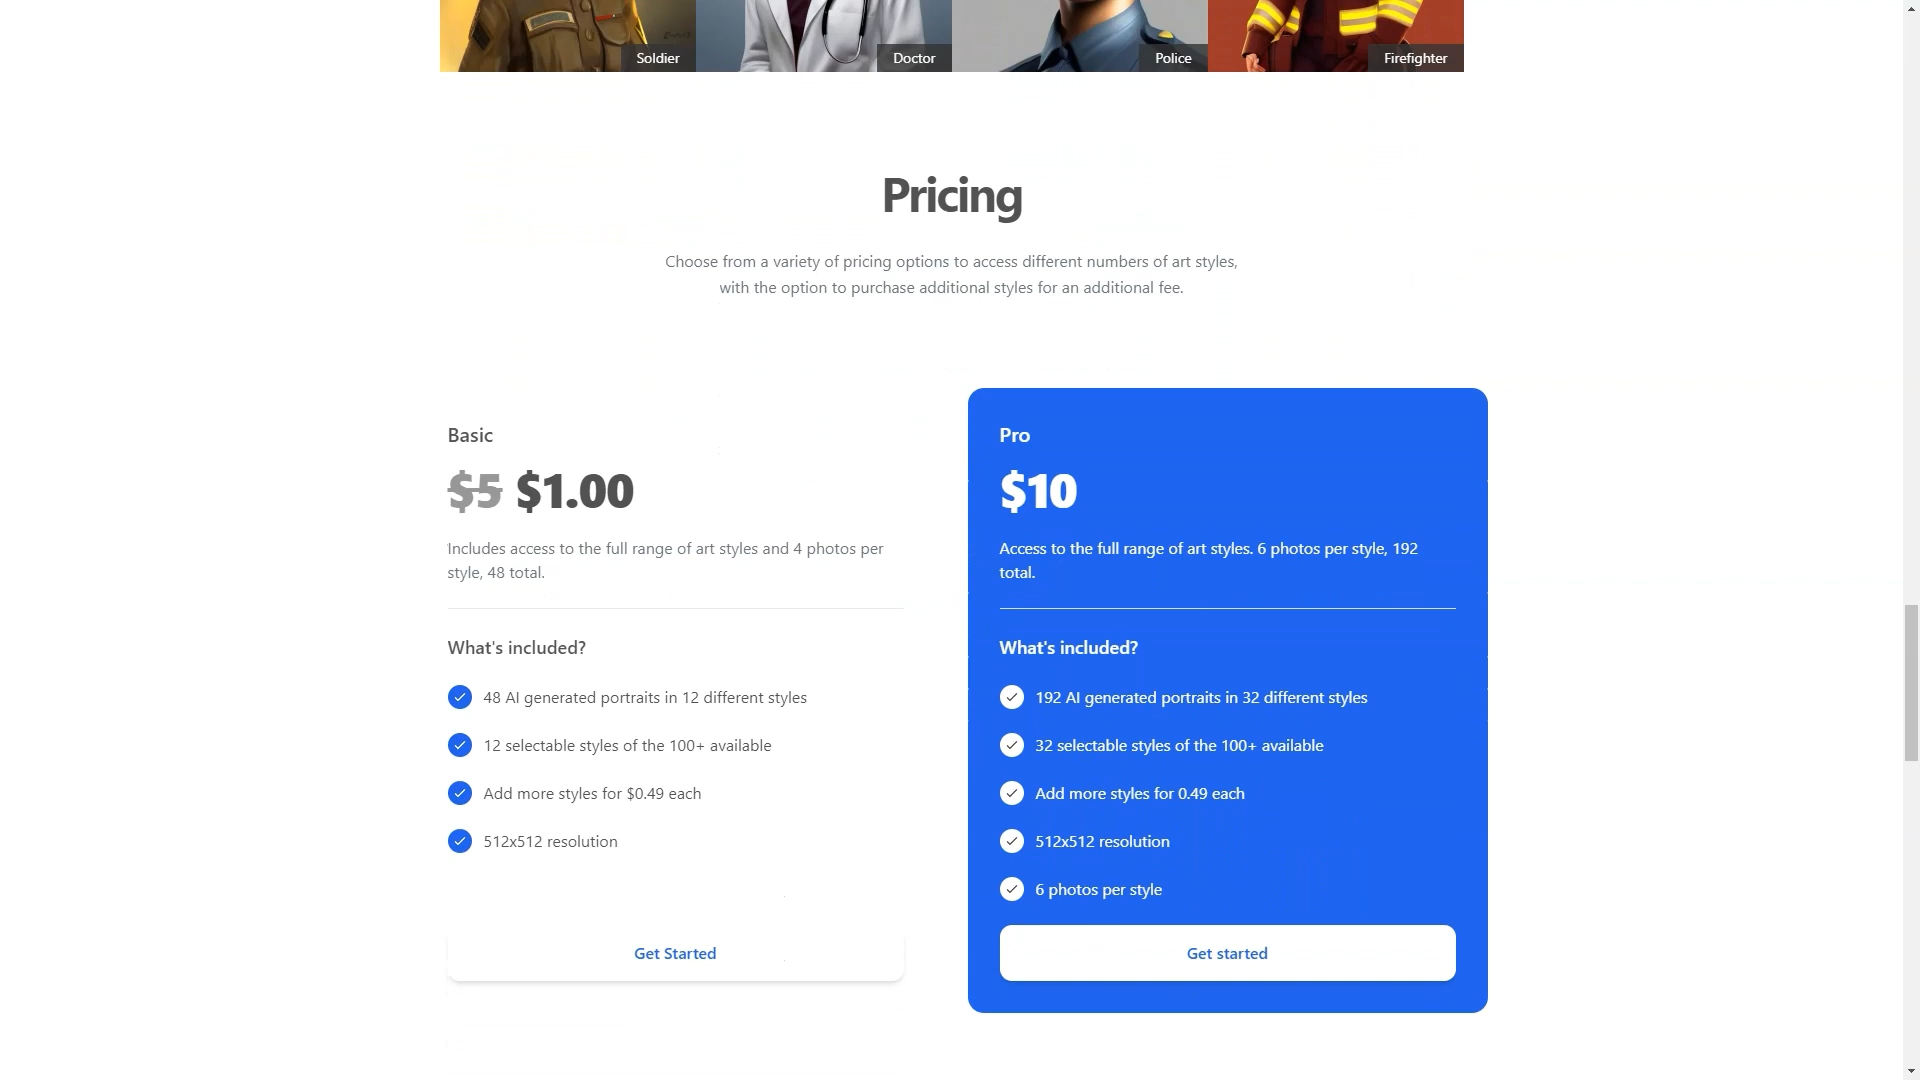 Soldier
Doctor
Police
Firefighter
Pricing
Choose from a variety of pricing options to access different numbers of art styles,
with the option to purchase additional styles for an additional fee.
Basic
$5 $1.00
Includes access to the full range of art styles and 4 photos per
style, 48 total.
What's included?
48 AI generated portraits in 12 different styles
12 selectable styles of the 100+ available
Add more styles for $0.49 each
512x512 resolution
Get Started
Pro
$10
Access to the full range of art styles. 6 photos per style, 192
total.
What's included?
192 AI generated portraits in 32 different styles
32 selectable styles of the 100+ available
Add more styles for 0.49 each
512x512 resolution
6 photos per style
Get started